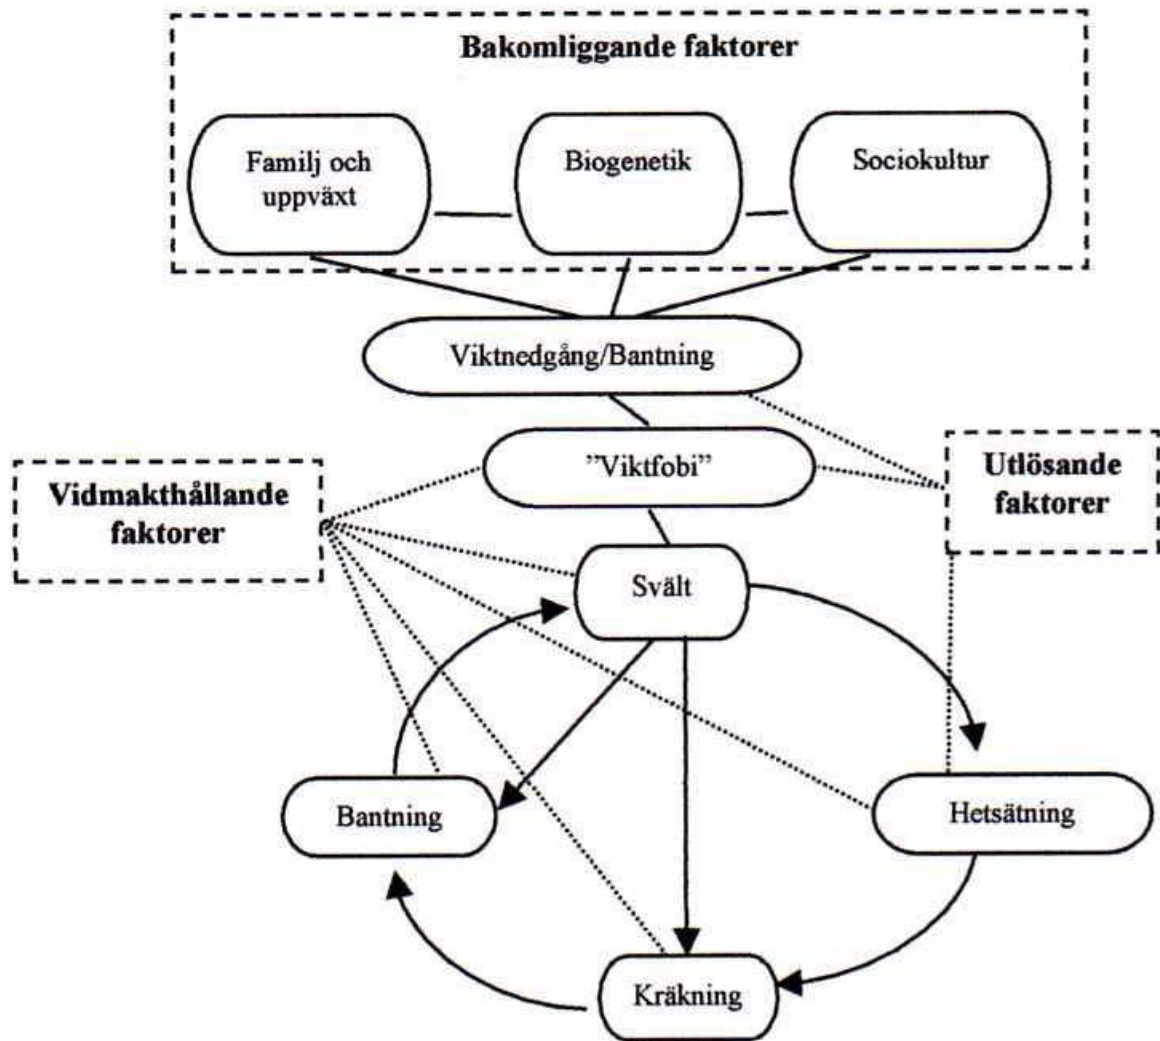 Bakomliggande faktorer
Familj och
uppväxt
Biogenetik
Sociokultur
Viktnedgång/Bantning
”Viktfobi”
Vidmakthållande
faktorer
Utlösande
faktorer
Svält
Bantning
Hetsätning
Kräkning